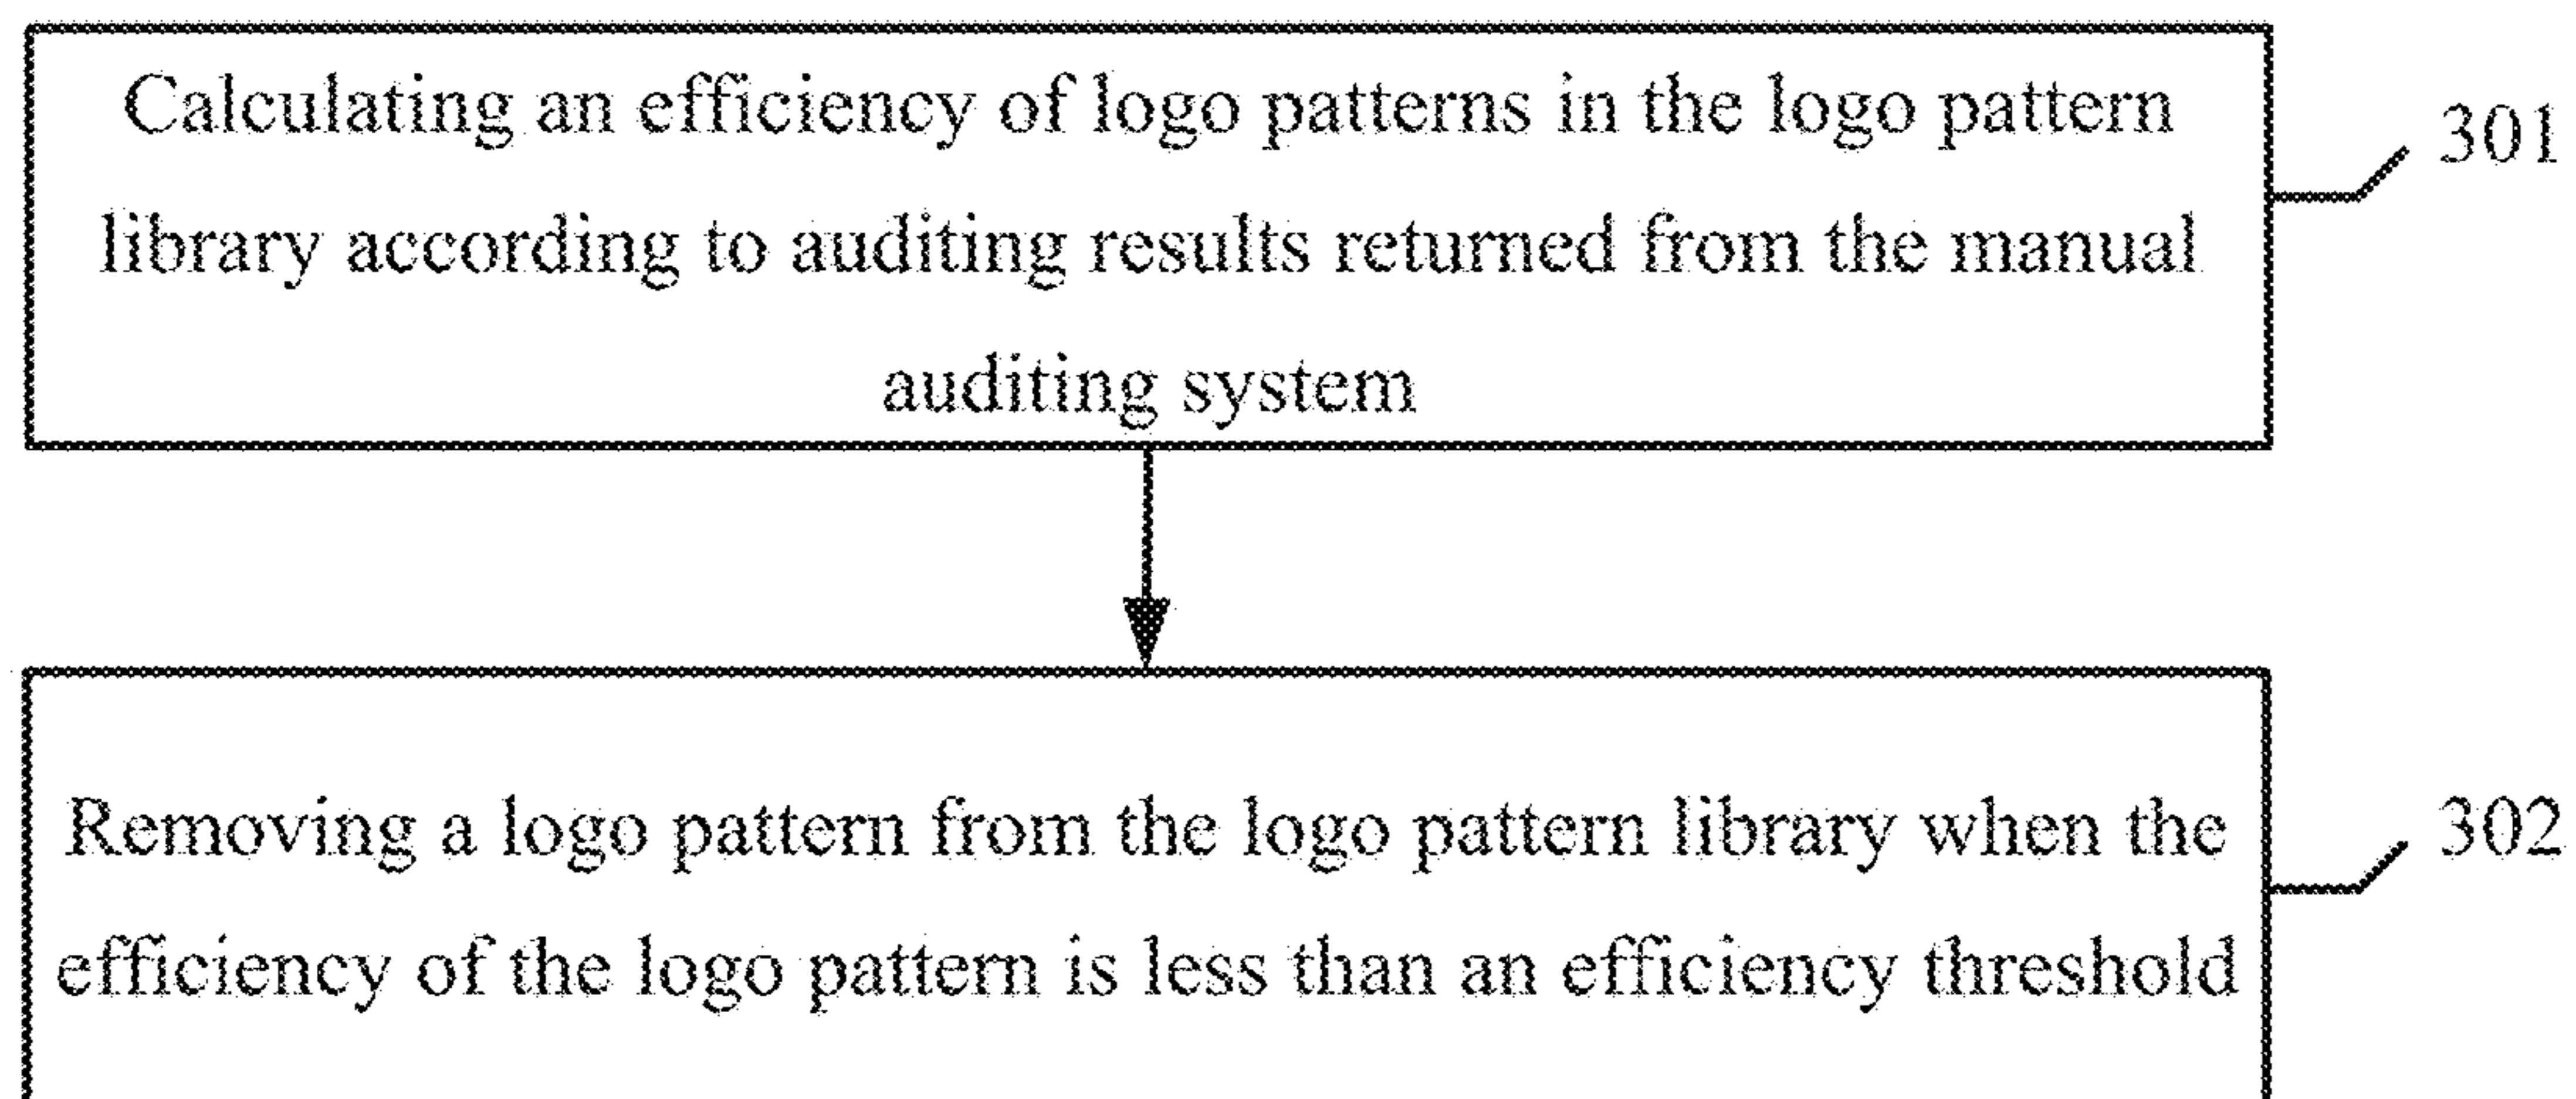 Calculating an efficiency of logo patterns in the logo pattern
library according to auditing results returned from the manual
auditing system
301
Removing a logo pattern from the logo pattern library when the
efficiency of the logo pattern is less than an efficiency threshold
302